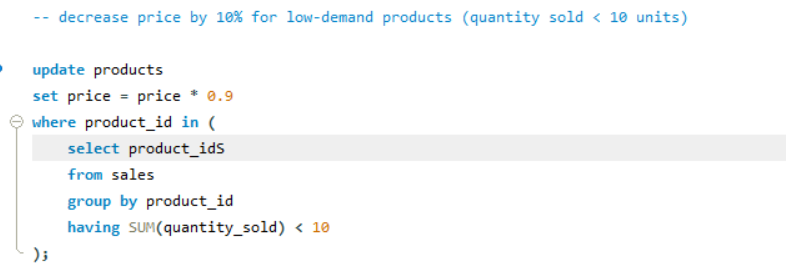 -- decrease price by 10% for low-demand products (quantity sold < 10 units)
update products
set price = price * 0.9
where product_id in (
select product_idS
from sales
group by product_id
having SUM(quantity_sold) < 10
);